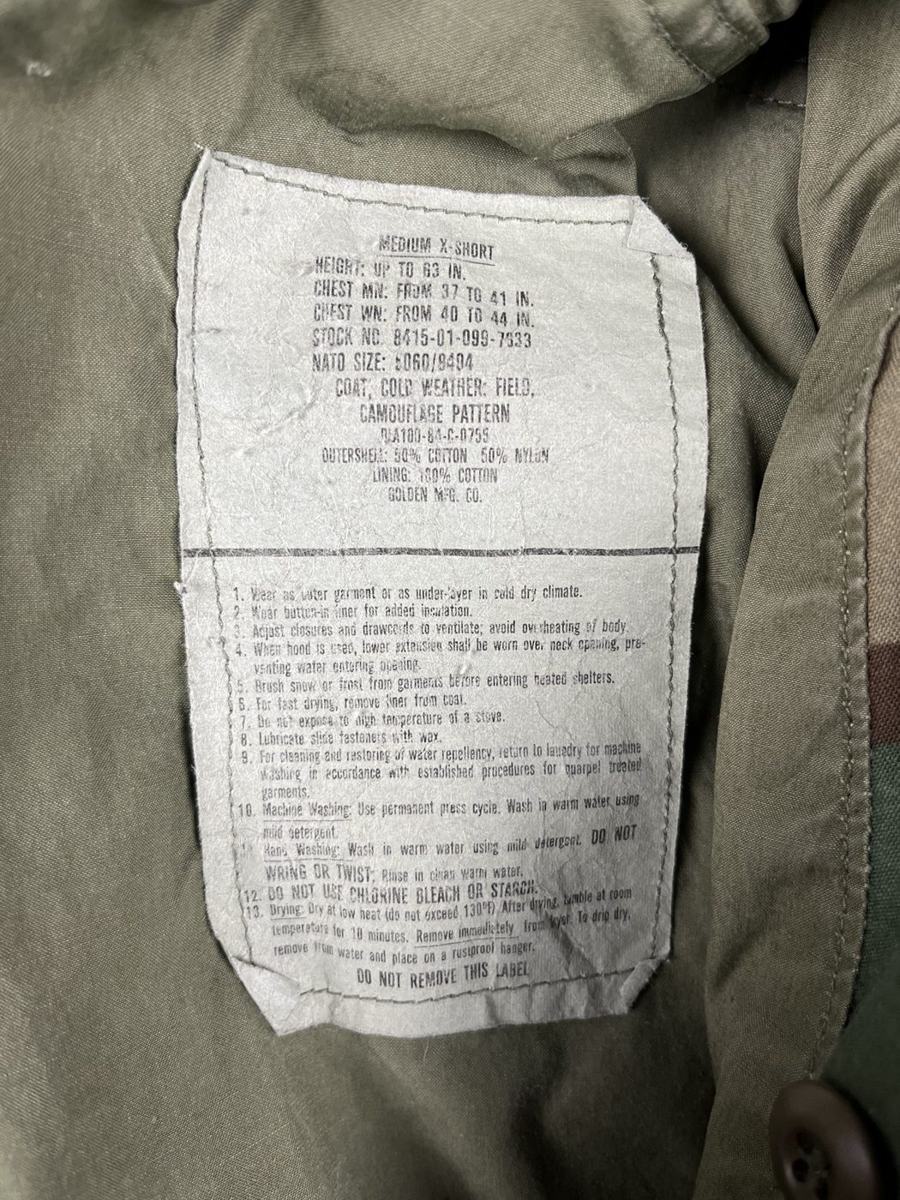 MEDIUM X-SHORT
HEIGHT: UP TO 63 IN.
CHEST MN: FROM 37 TO 41 IN.
CHEST WN: FROM 40 TO 44 IN.
STOCK NO. 8415-01-099-7833
NATO SIZE: 6060/9404
COAT, COLD WEATHER: FIELD,
CAMOUFLAGE PATTERN
DLA100-84-C-0755
OUTERSHELL: 50% COTTON 50% NYLON
LINING: 100% COTTON
GOLDEN MFG. CO.
1. Wear as outer garment or as under-layer in cold dry climate.
2. Wear button-in liner for added insulation.
3. Adjust closures and drawcords to ventilate; avoid overheating of body.
4. When hood is used, lower extension shall be worn over neck opening, pre-
venting water entering opening.
5. Brush snow or frost from garments before entering heated shelters.
6. For fast drying, remove liner from coat.
7. Do not expose to high temperature of a stove.
8. Lubricate slide fasteners with wax.
9. For cleaning and restoring of water repellency, return to laundry for machine
washing in accordance with established procedures for quarpel treated
garments.
10. Machine Washing: Use permanent press cycle. Wash in warm water using
mild detergent.
11. Hand Washing: Wash in warm water using mild detergent. DO NOT
WRING OR TWIST; Rinse in clean warm water.
12. DO NOT USE CHLORINE BLEACH OR STARCH.
13. Drying: Dry at low heat (do not exceed 130°F) After drying, tumble at room
temperature for 10 minutes. Remove immediately from dryer. To drip dry,
remove from water and place on a rustproof hanger.
DO NOT REMOVE THIS LABEL